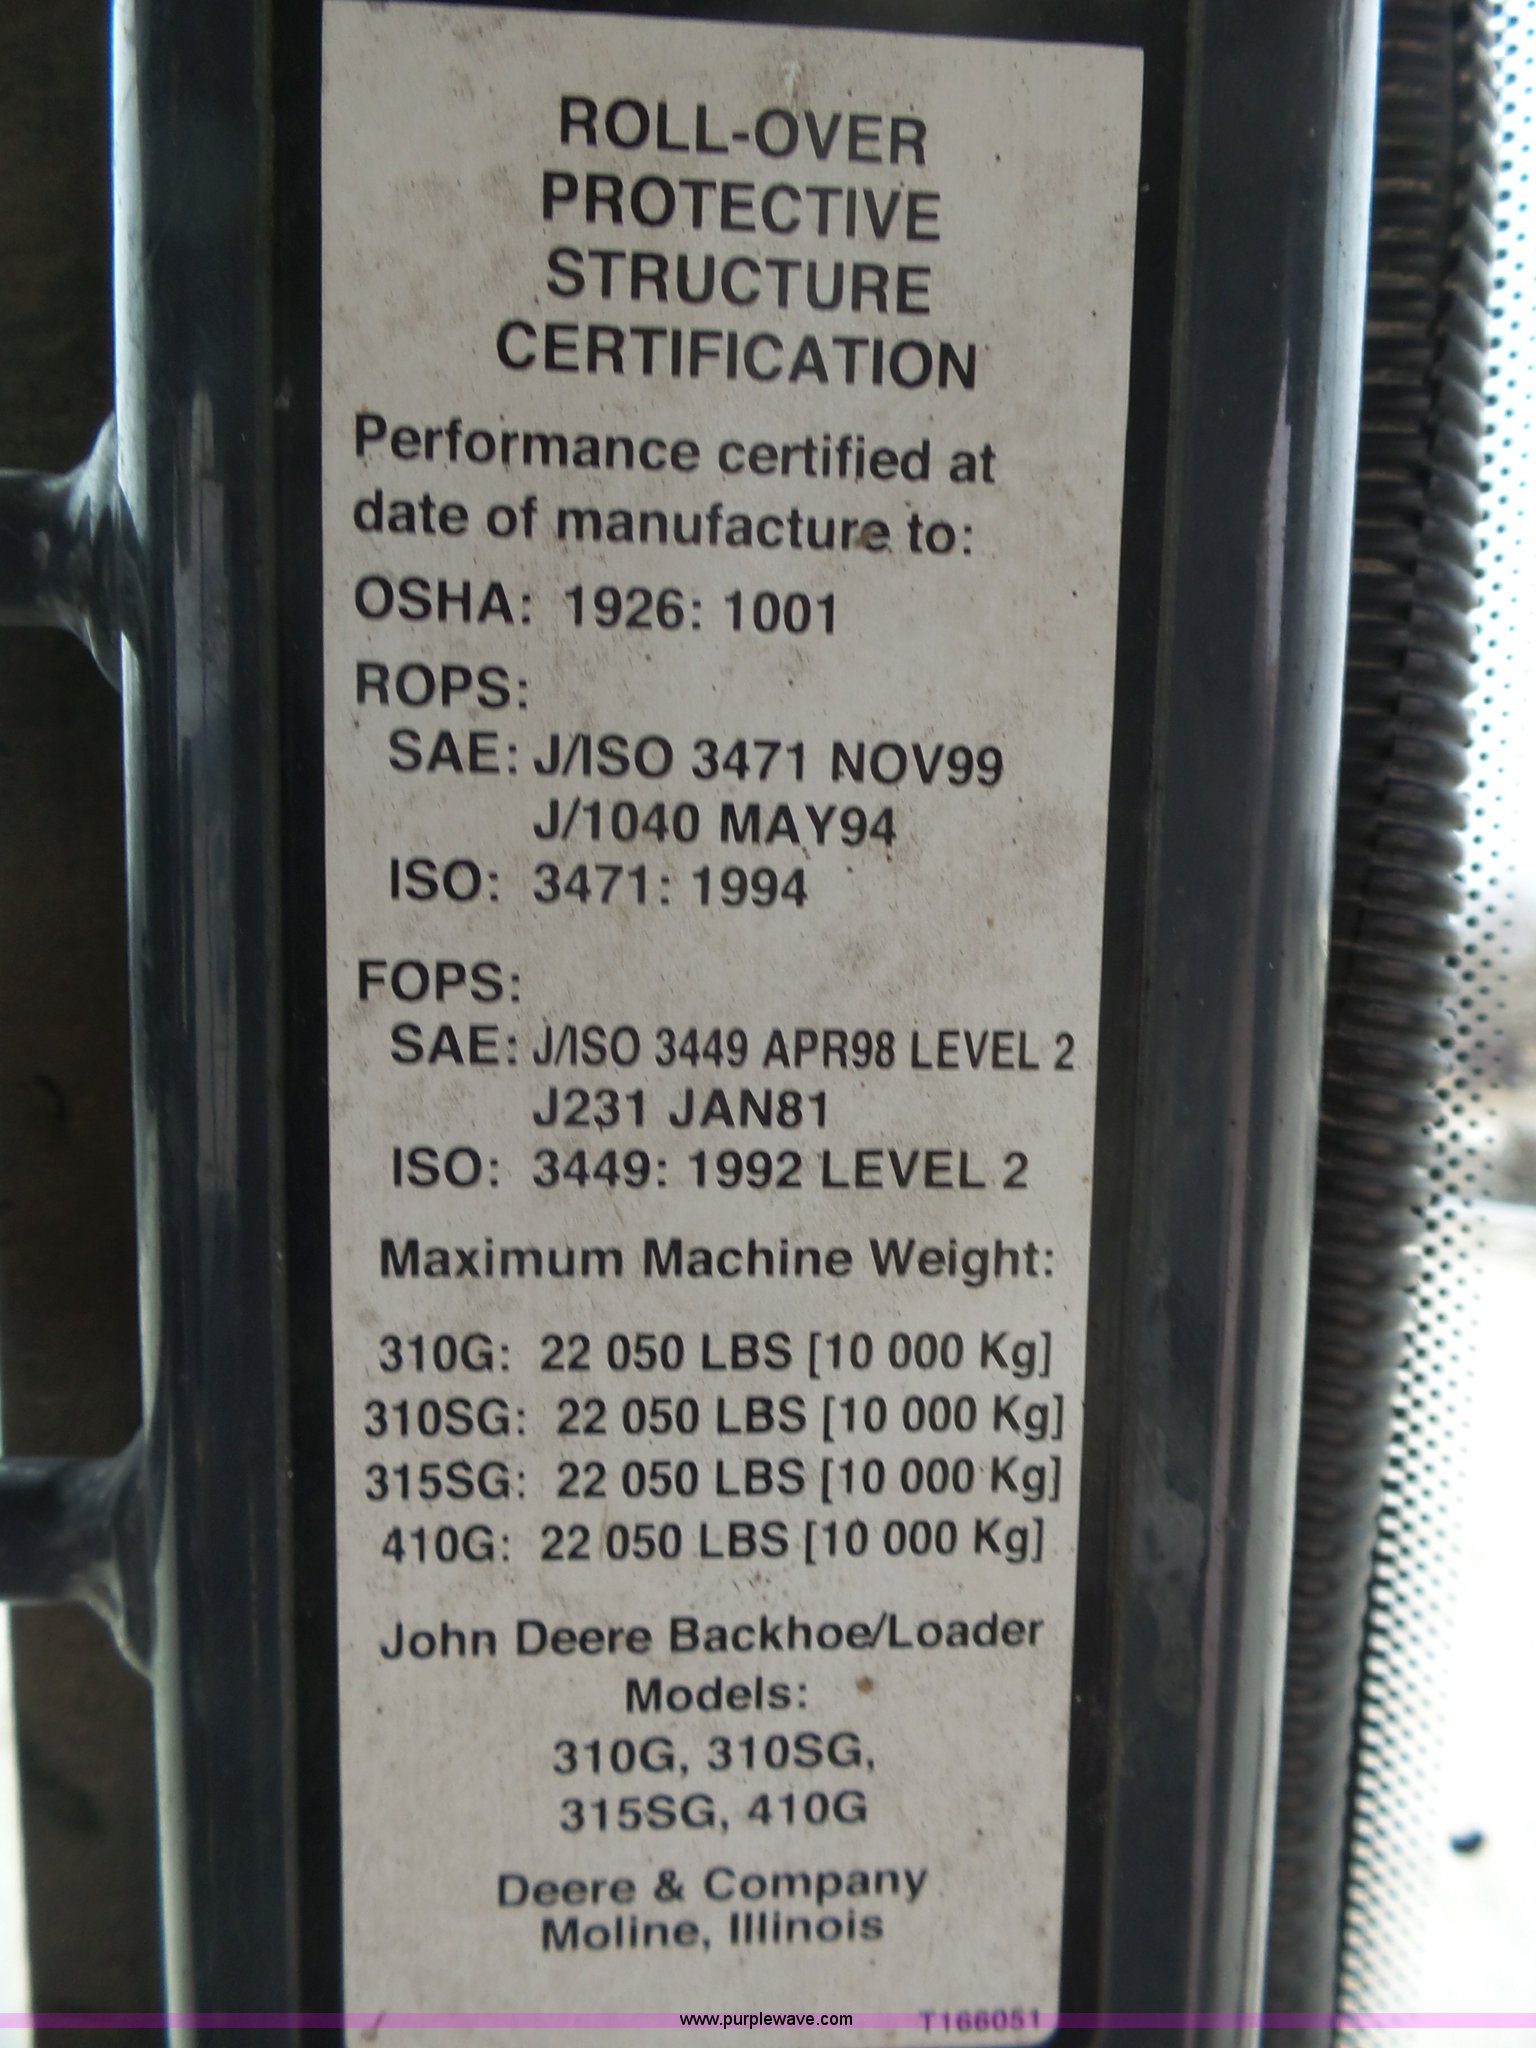 ROLL-OVER
PROTECTIVE
STRUCTURE
CERTIFICATION
Performance certified at
date of manufacture to:
OSHA: 1926: 1001
ROPS:
SAE: J/ISO 3471 NOV99
J/1040 MAY94
ISO: 3471: 1994
FOPS:
SAE: J/ISO 3449 APR98 LEVEL 2
J231 JAN81
ISO: 3449: 1992 LEVEL 2
Maximum Machine Weight:
310G: 22 050 LBS [10 000 Kg]
310SG: 22 050 LBS [10 000 Kg]
315SG: 22 050 LBS [10 000 Kg]
410G: 22 050 LBS [10 000 Kg]
John Deere Backhoe/Loader
Models:
310G, 310SG,
315SG, 410G
Deere & Company
Moline, Illinois
www.purplewave.com
T166051